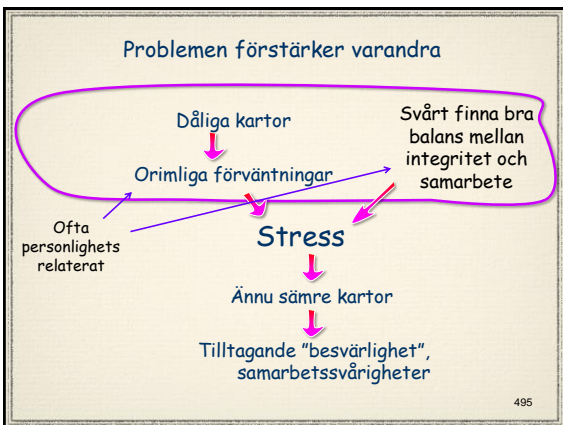 Problemen förstärker varandra
Dåliga kartor
Orimliga förväntningar
Svårt finna bra
balans mellan
integritet och
samarbete
Ofta
personlighets
relaterat
Stress
Ännu sämre kartor
Tilltagande ”besvärlighet”,
samarbetssvårigheter
495